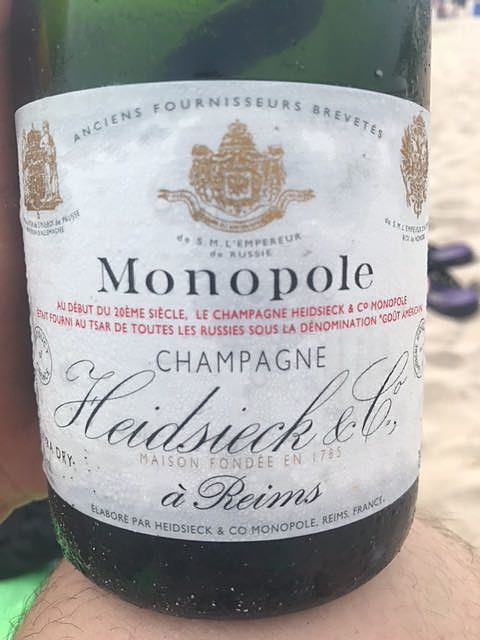 ANCIENS FOURNISSEURS BREVETÉS
de S.M. L'EMPEREUR
de RUSSIE
Monopole
AU DÉBUT DU 20ÈME SIÈCLE, LE CHAMPAGNE HEIDSIECK & Cº MONOPOLE
ÉTAIT FOURNI AU TSAR DE TOUTES LES RUSSIES SOUS LA DÉNOMINATION "GOÛT
CHAMPAGNE
Heidsieck & Cº,
DRY
MAISON FONDÉE EN 1785
à Reims
ÉLABORÉ PAR HEIDSIECK & CO MONOPOLE, REIMS, FRANCE.